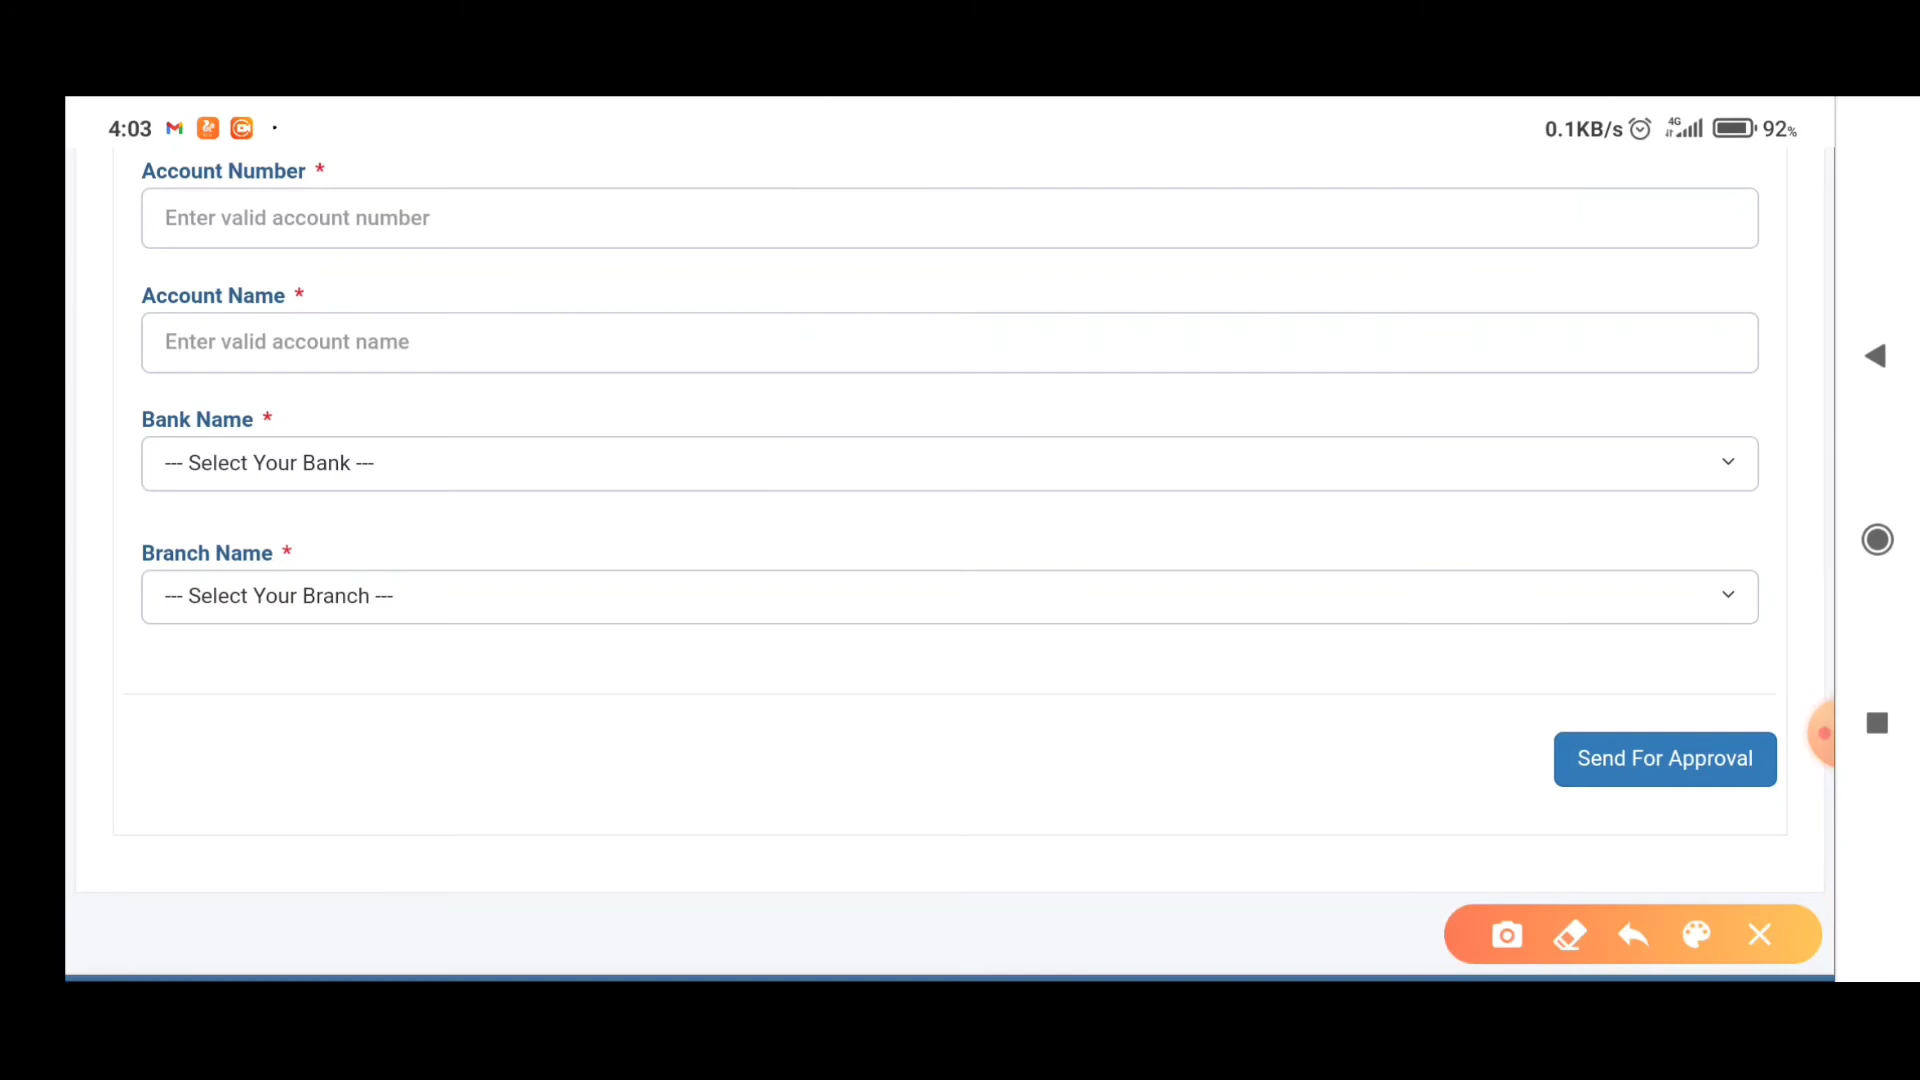 4:03
0.1KB/s 4G 92%
Account Number *
Enter valid account number
Account Name *
Enter valid account name
Bank Name *
--- Select Your Bank ---
Branch Name *
--- Select Your Branch ---
Send For Approval